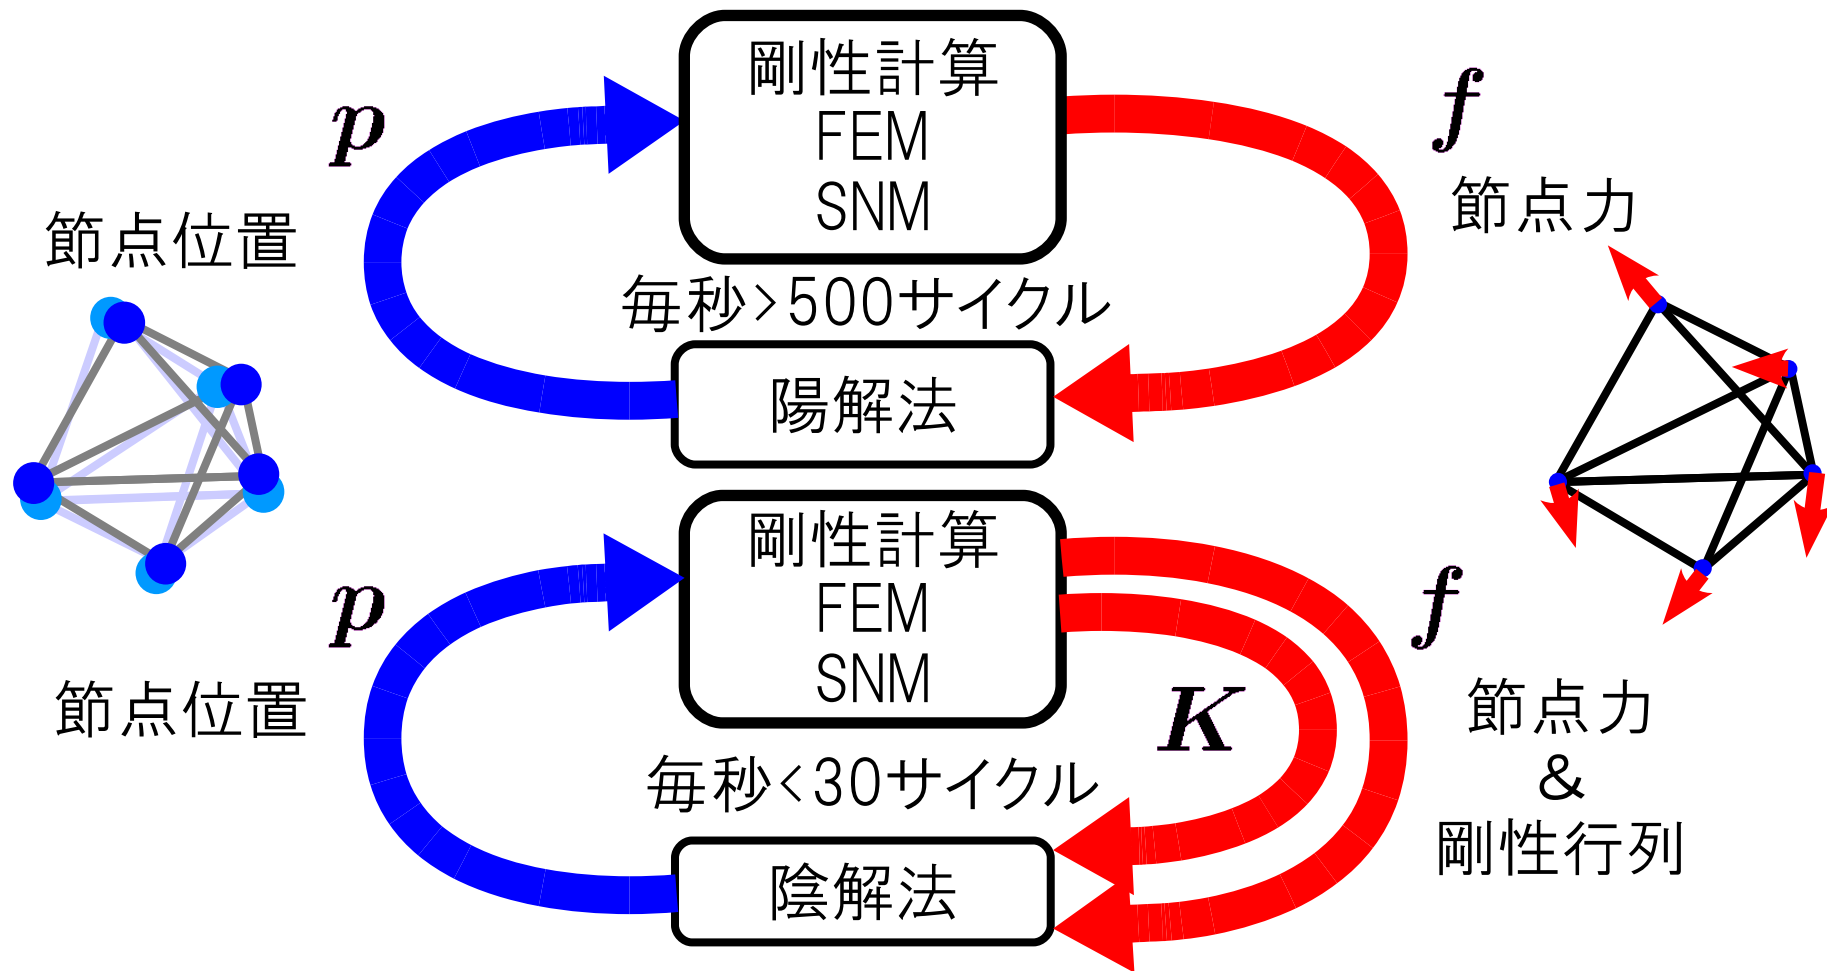 剛性計算
FEM
SNM
p
f
節点位置
節点力
毎秒>500サイクル
陽解法
剛性計算
FEM
SNM
p
f
K
節点位置
節点力
&
剛性行列
毎秒<30サイクル
陰解法